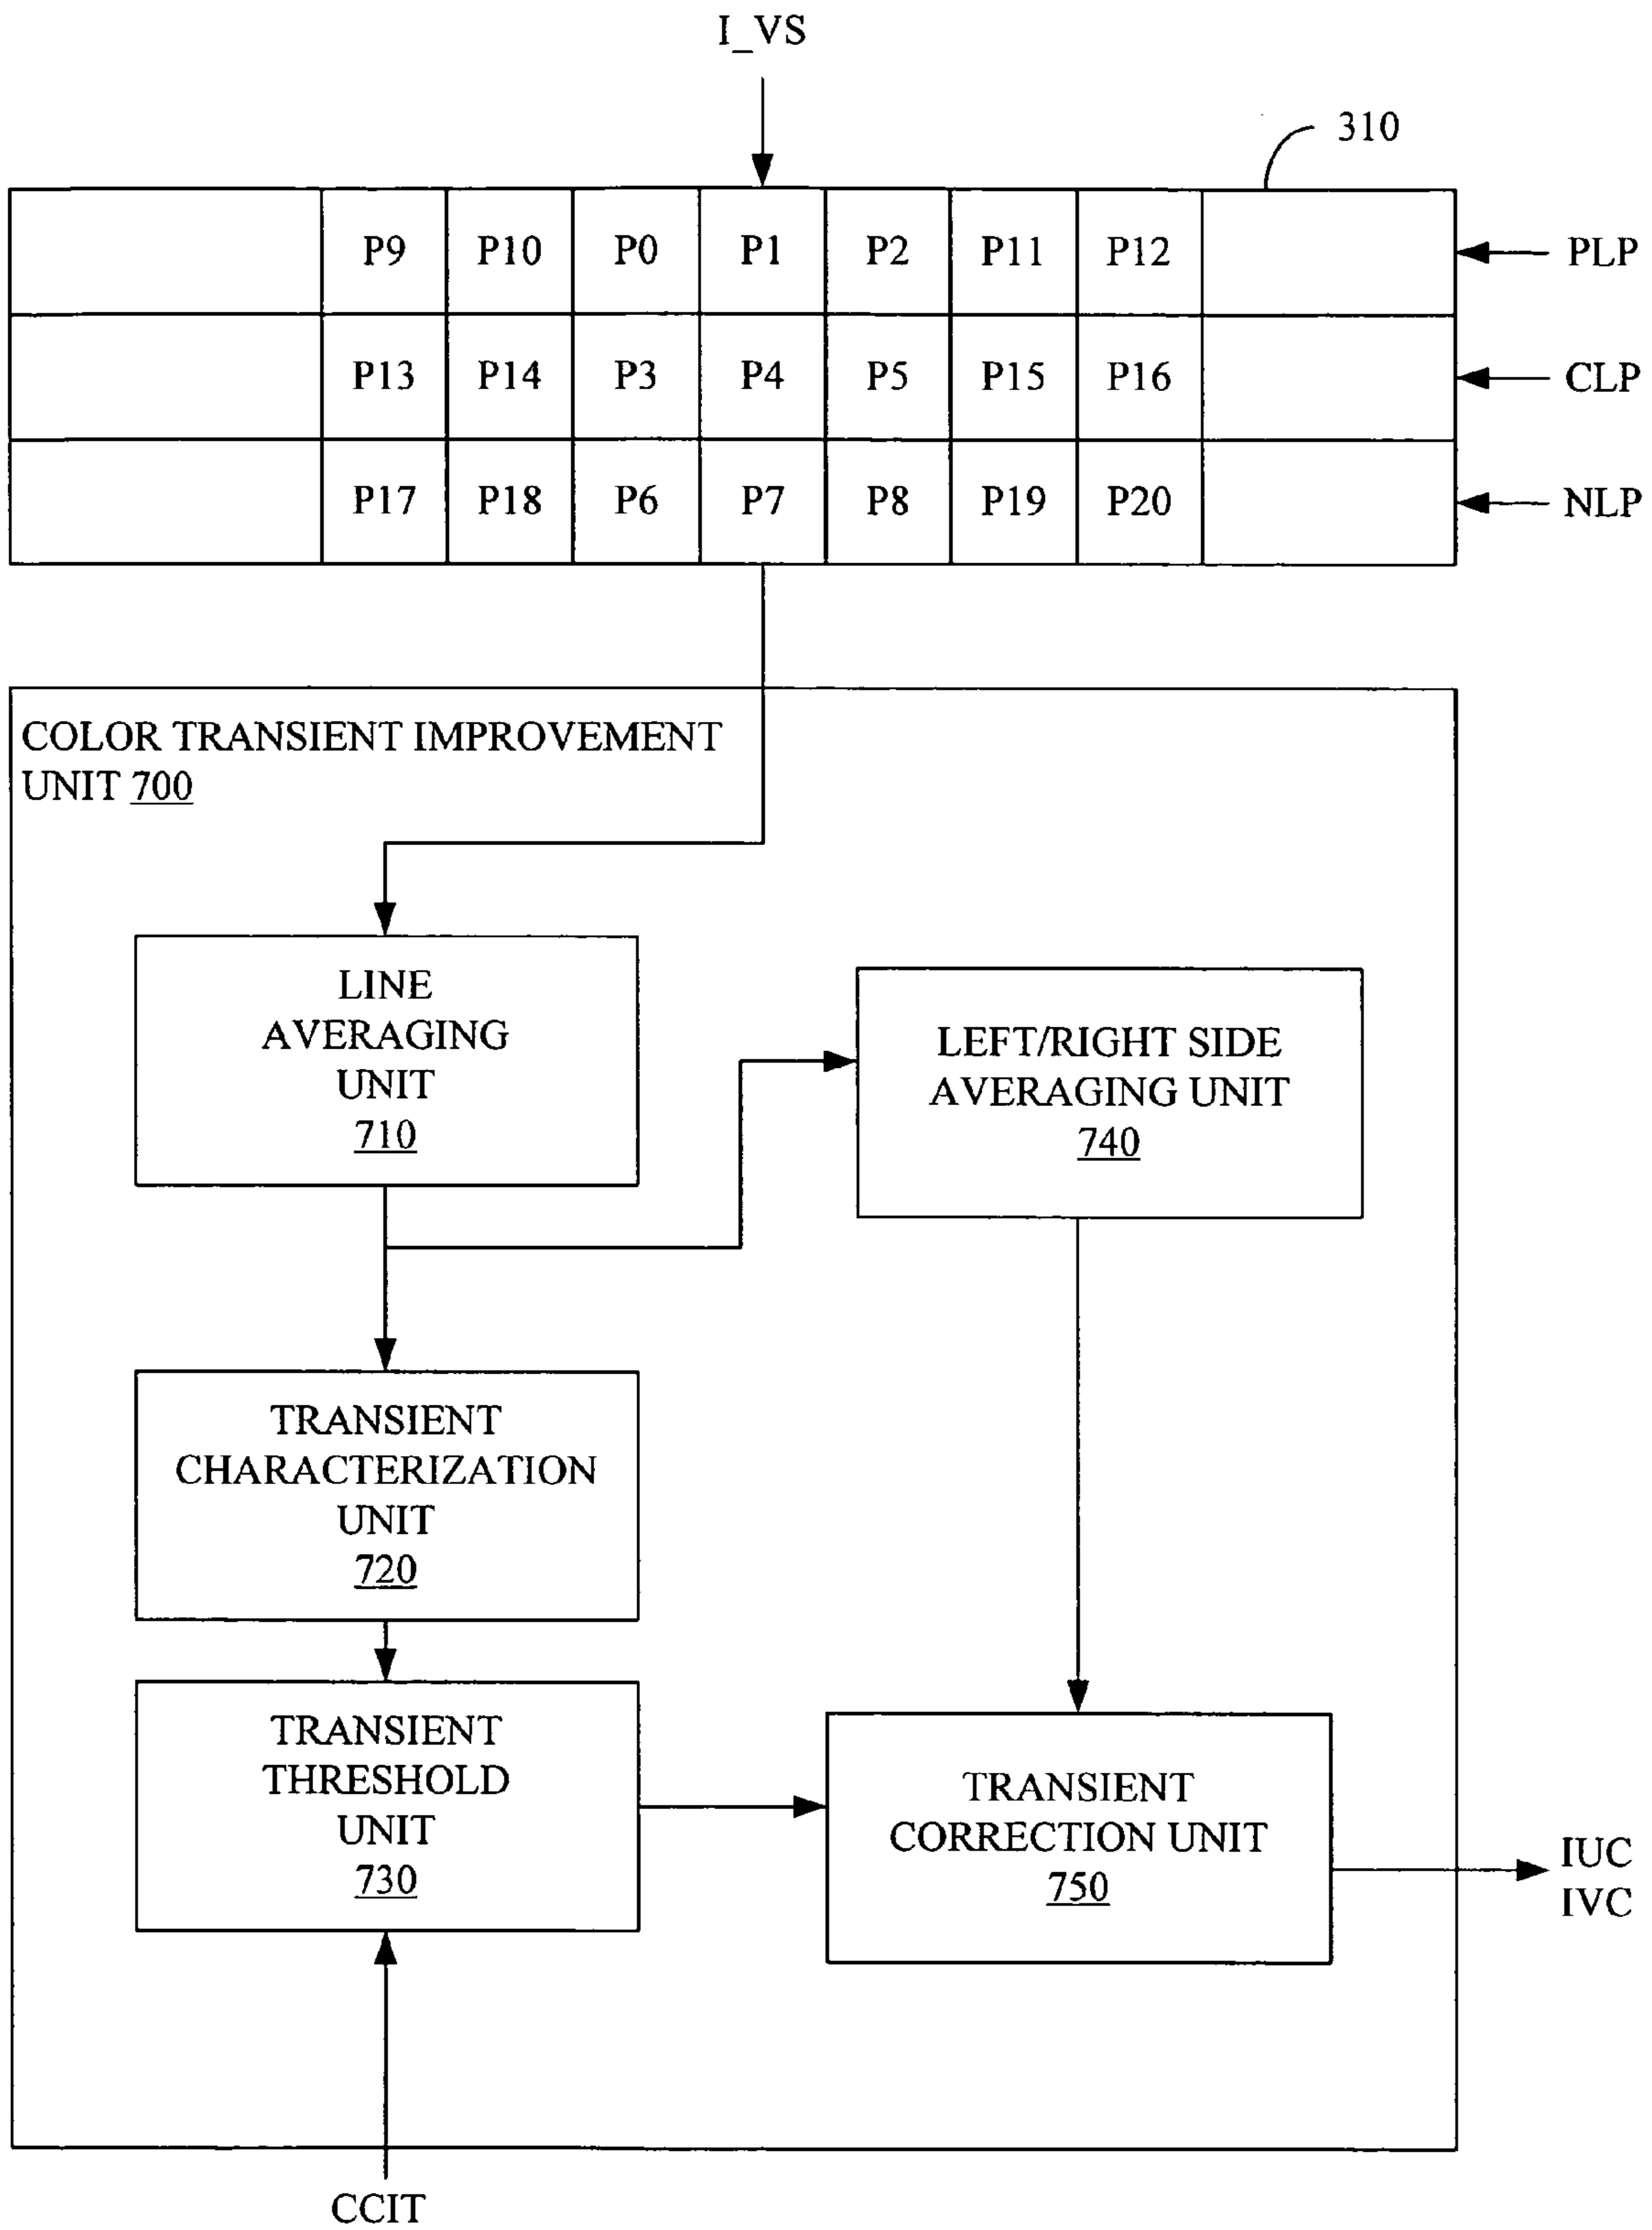 I_VS
310
P9 P10 P0 P1 P2 P11 P12 PLP
P13 P14 P3 P4 P5 P15 P16 CLP
P17 P18 P6 P7 P8 P19 P20 NLP
COLOR TRANSIENT IMPROVEMENT
UNIT 700
LINE
AVERAGING
UNIT
710
LEFT/RIGHT SIDE
AVERAGING UNIT
740
TRANSIENT
CHARACTERIZATION
UNIT
720
TRANSIENT
THRESHOLD
UNIT
730
TRANSIENT
CORRECTION UNIT
750
IUC
IVC
CCIT